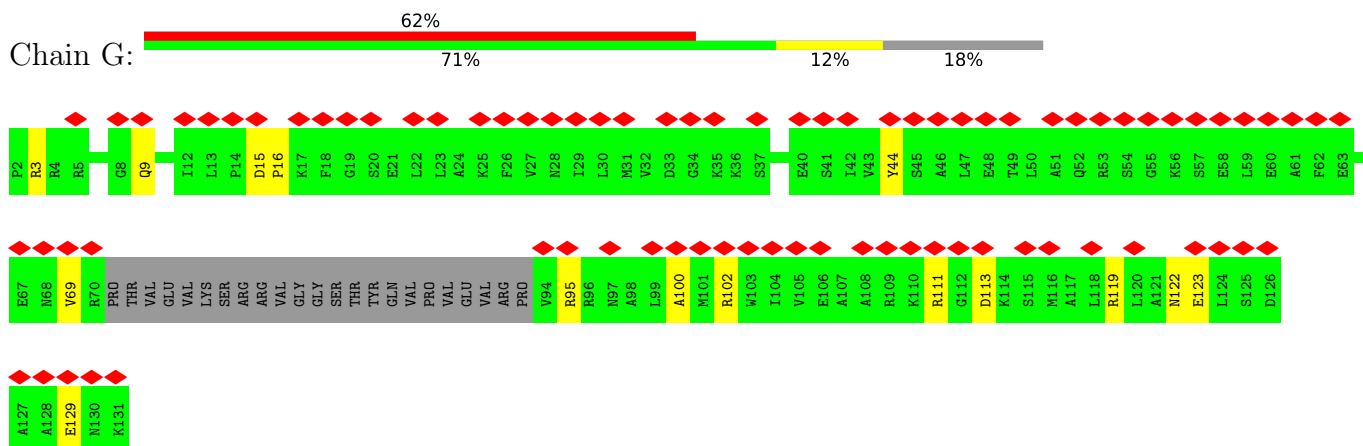 62%
Chain G:
71% 12% 18%
P2 R3 R4 R5 G8 Q9 I12 L13 P14 D15 P16 K17 F18 G19 S20 E21 L22 L23 A24 K25 F26 V27 N28 I29 L30 M31 V32 D33 G34 K35 K36 S37 E40 S41 I42 V43 Y44 S45 A46 L47 E48 T49 L50 A51 Q52 R53 S54 G55 K56 S57 E58 L59 E60 A61 F62 E63
E67 N68 V69 R70 PRO THR VAL GLU VAL LYS SER ARG ARG VAL GLY GLY SER THR TYR GLN VAL PRO VAL GLU VAL ARG PRO V94 R95 R96 N97 A98 L99 A100 M101 R102 W103 I104 V105 E106 A107 A108 R109 K110 R111 G112 D113 K114 S115 M116 A117 L118 R119 L120 A121 N122 E123 L124 S125 D126
A127 A128 E129 N130 K131